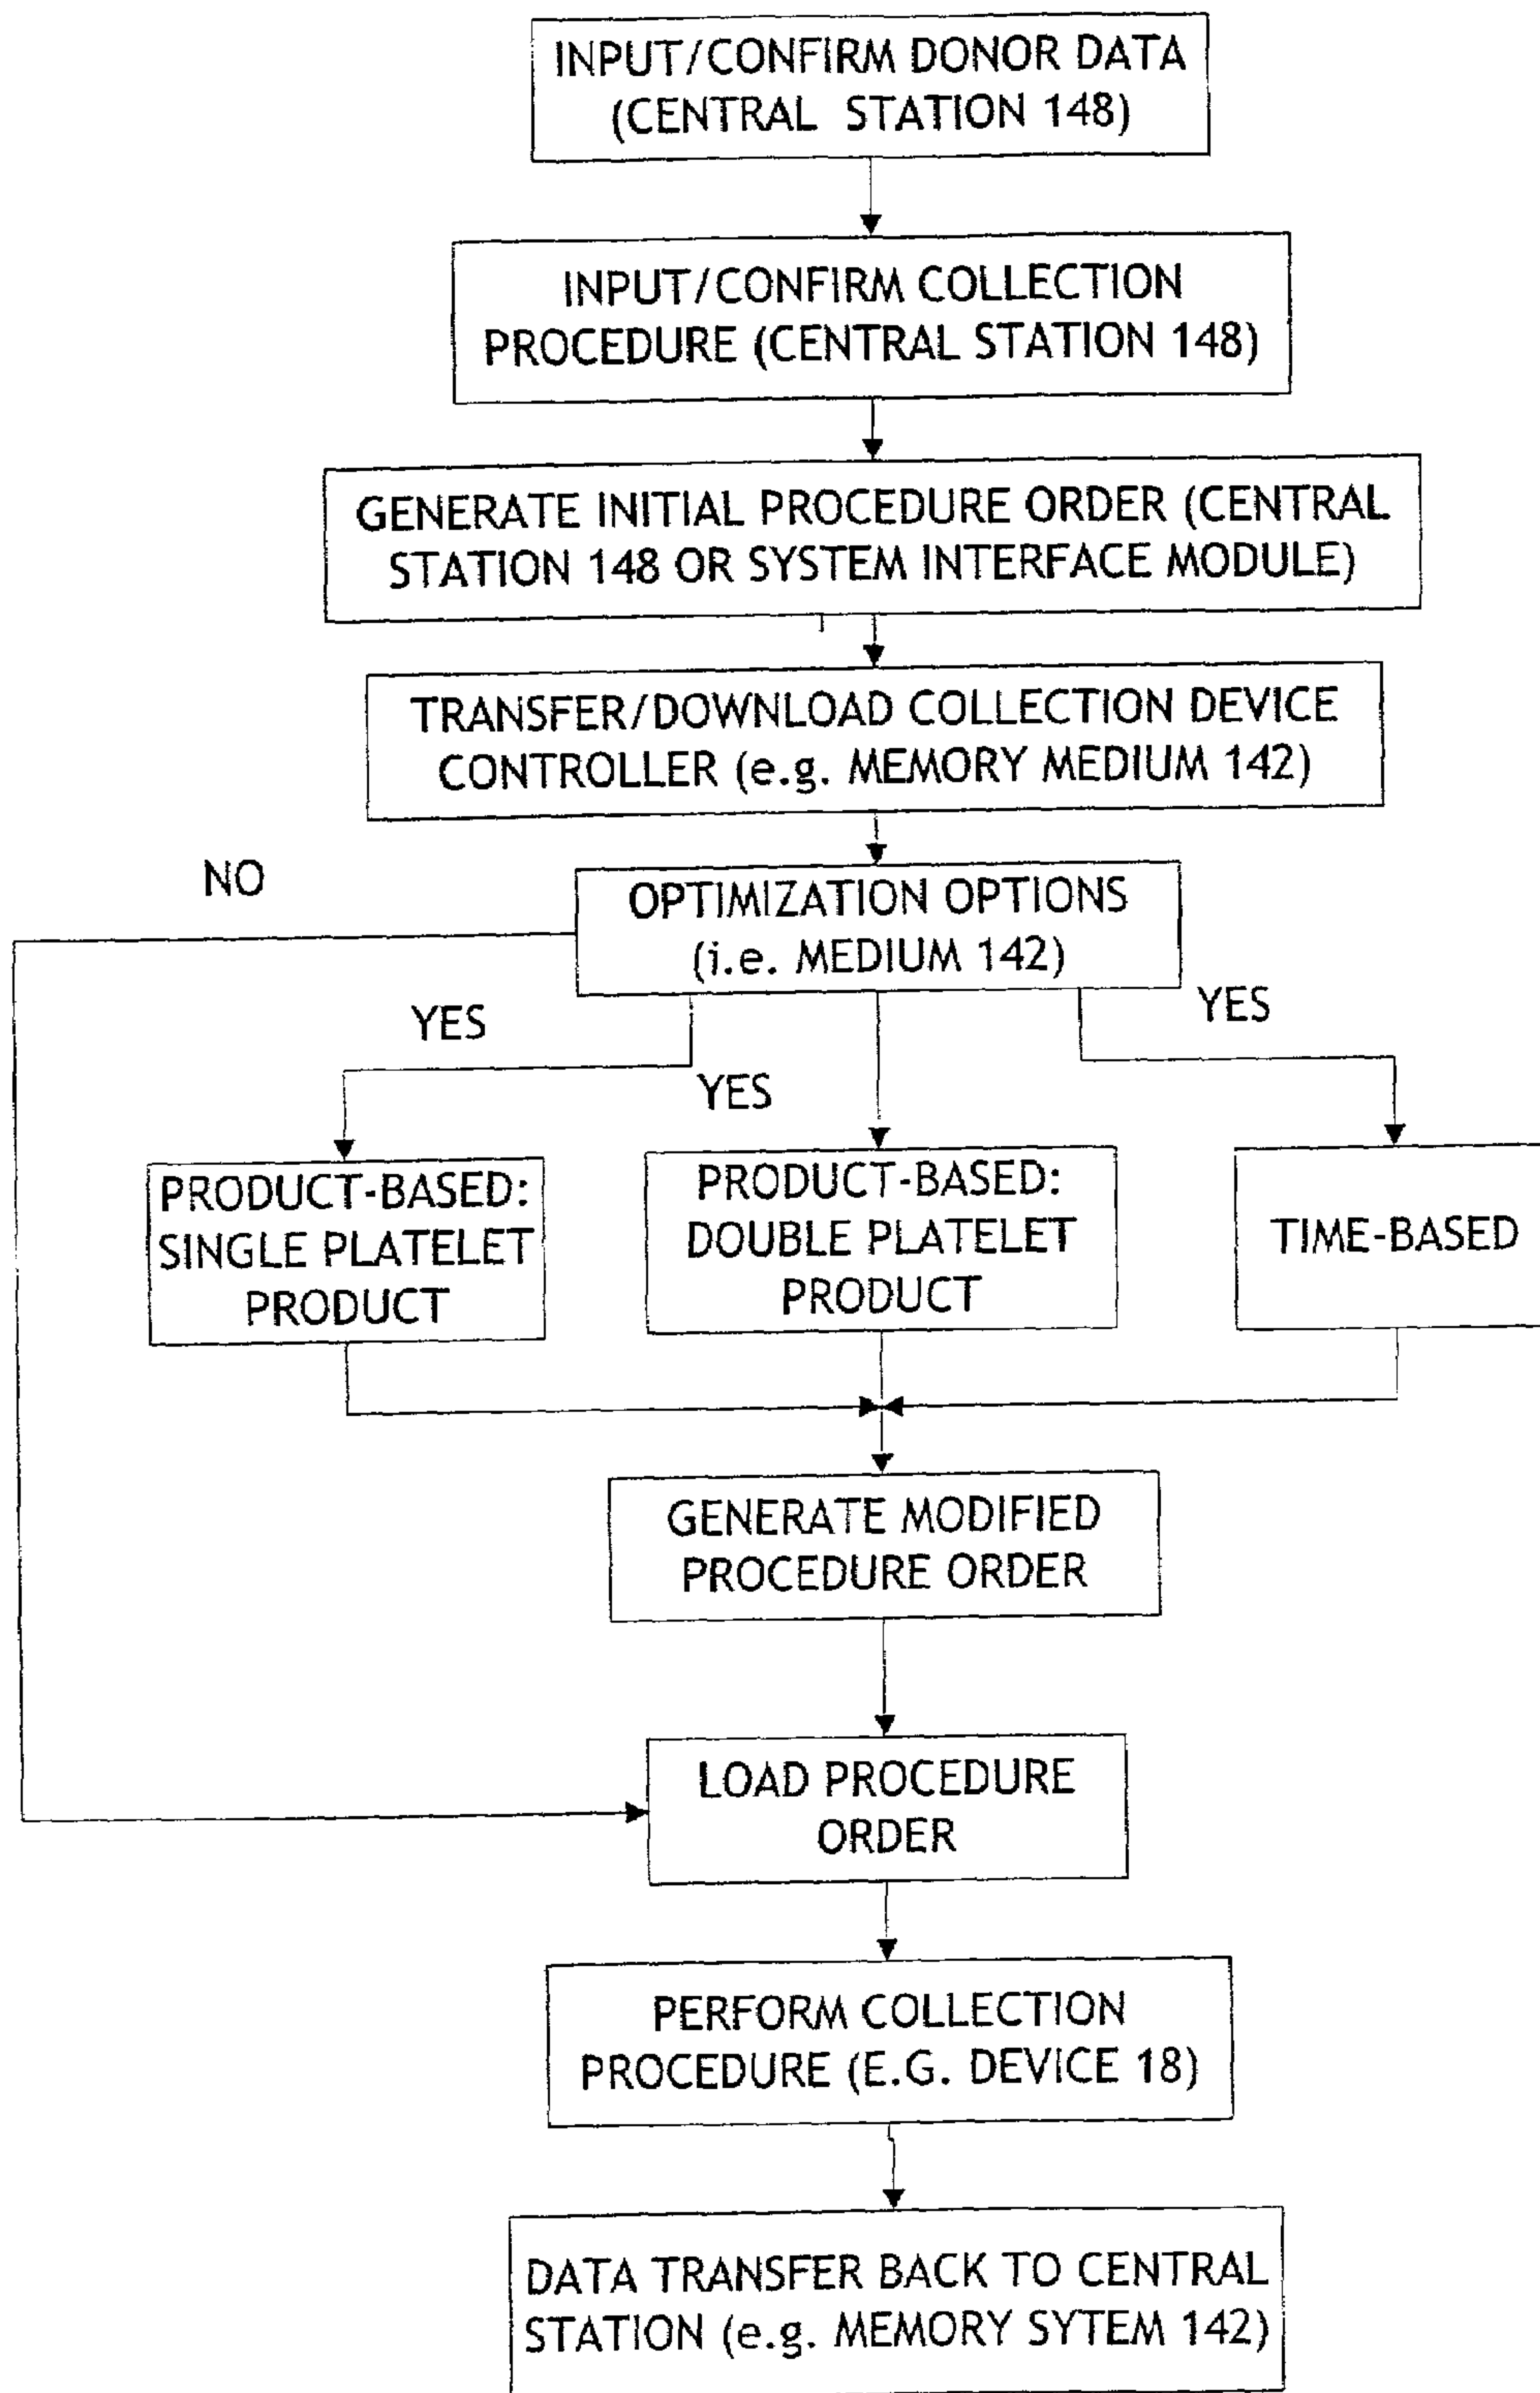 INPUT/CONFIRM DONOR DATA
(CENTRAL STATION 148)
INPUT/CONFIRM COLLECTION
PROCEDURE (CENTRAL STATION 148)
GENERATE INITIAL PROCEDURE ORDER (CENTRAL
STATION 148 OR SYSTEM INTERFACE MODULE)
TRANSFER/DOWNLOAD COLLECTION DEVICE
CONTROLLER (e.g. MEMORY MEDIUM 142)
NO
OPTIMIZATION OPTIONS
(i.e. MEDIUM 142)
YES
YES
YES
PRODUCT-BASED:
SINGLE PLATELET
PRODUCT
PRODUCT-BASED:
DOUBLE PLATELET
PRODUCT
TIME-BASED
GENERATE MODIFIED
PROCEDURE ORDER
LOAD PROCEDURE
ORDER
PERFORM COLLECTION
PROCEDURE (E.G. DEVICE 18)
DATA TRANSFER BACK TO CENTRAL
STATION (e.g. MEMORY SYTEM 142)